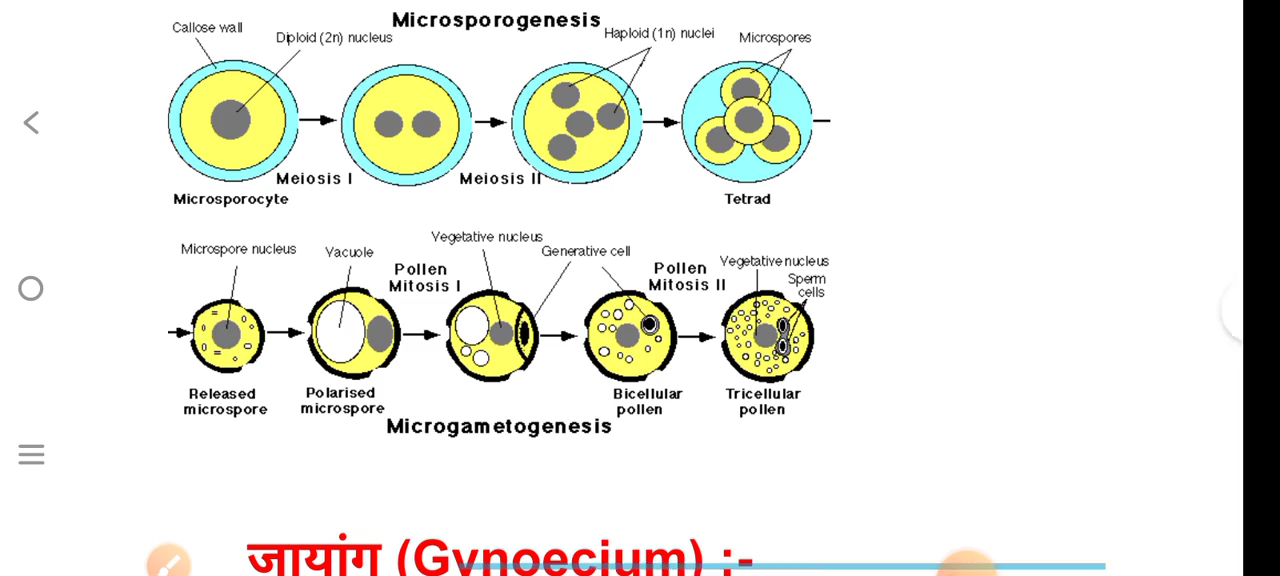 Microsporogenesis
Callose wall
Diploid (2n) nucleus
Haploid (1n) nuclei
Microspores
Meiosis I
Meiosis II
Microsporocyte
Tetrad
Microspore nucleus
Vacuole
Vegetative nucleus
Generative cell
Pollen
Mitosis I
Pollen
Mitosis II
Vegetative nucleus
Sperm
cells
Released
microspore
Polarised
microspore
Bicellular
pollen
Tricellular
pollen
Microgametogenesis
जायांग (Gynoecium) :-